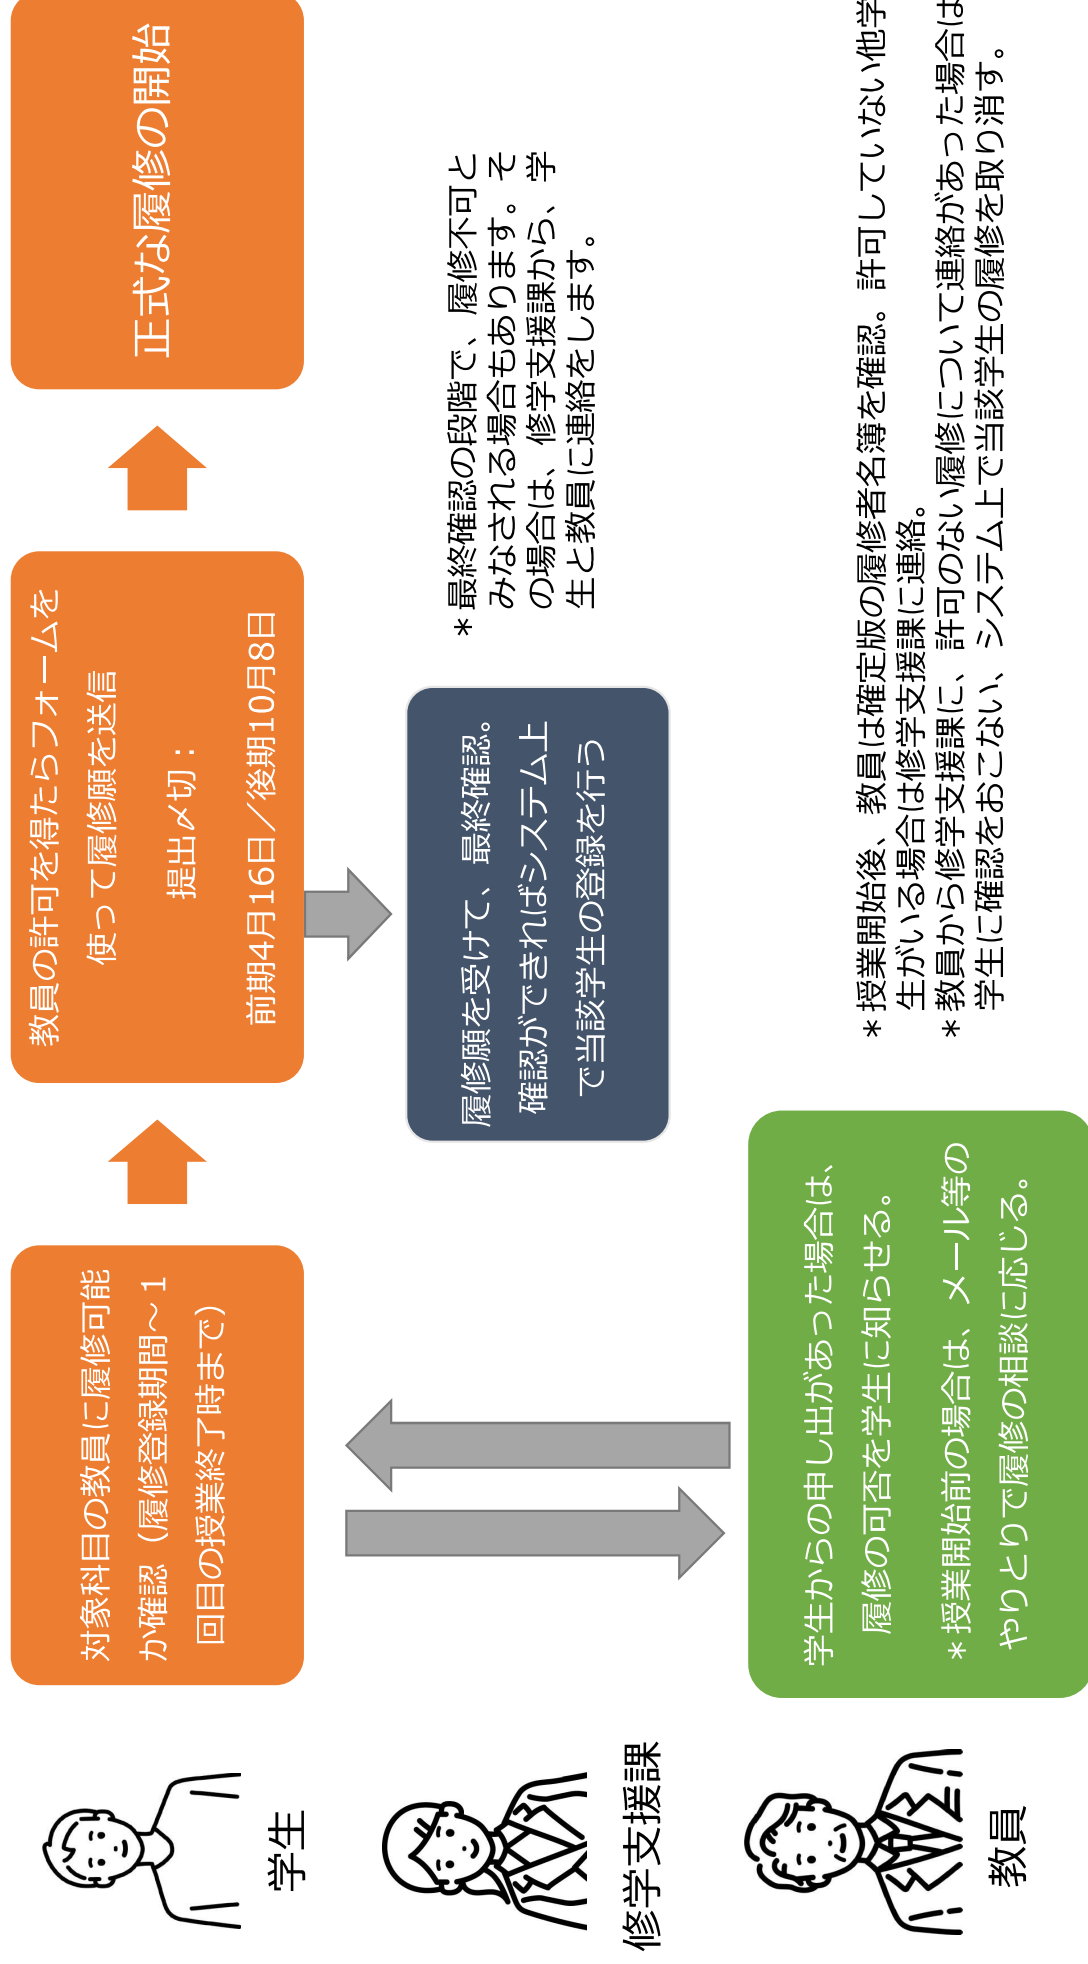 学生
対象科目の教員に履修可能
か確認（履修登録期間～１
回目の授業終了時まで）
教員の許可を得たらフォームを
使って履修願を送信
提出〆切：
前期4月16日／後期10月8日
正式な履修の開始
修学支援課
履修願を受けて、最終確認。
確認ができればシステム上
で当該学生の登録を行う
＊最終確認の段階で、履修不可と
みなされる場合もあります。そ
の場合は、修学支援課から、学
生と教員に連絡をします。
教員
学生からの申し出があった場合は、
履修の可否を学生に知らせる。
＊授業開始前の場合は、メール等の
やりとりで履修の相談に応じる。
＊授業開始後、教員は確定版の履修者名簿を確認。許可していない他学
生がいる場合は修学支援課に連絡。
＊教員から修学支援課に、許可のない履修について連絡があった場合は
学生に確認をおこない、システム上で当該学生の履修を取り消す。